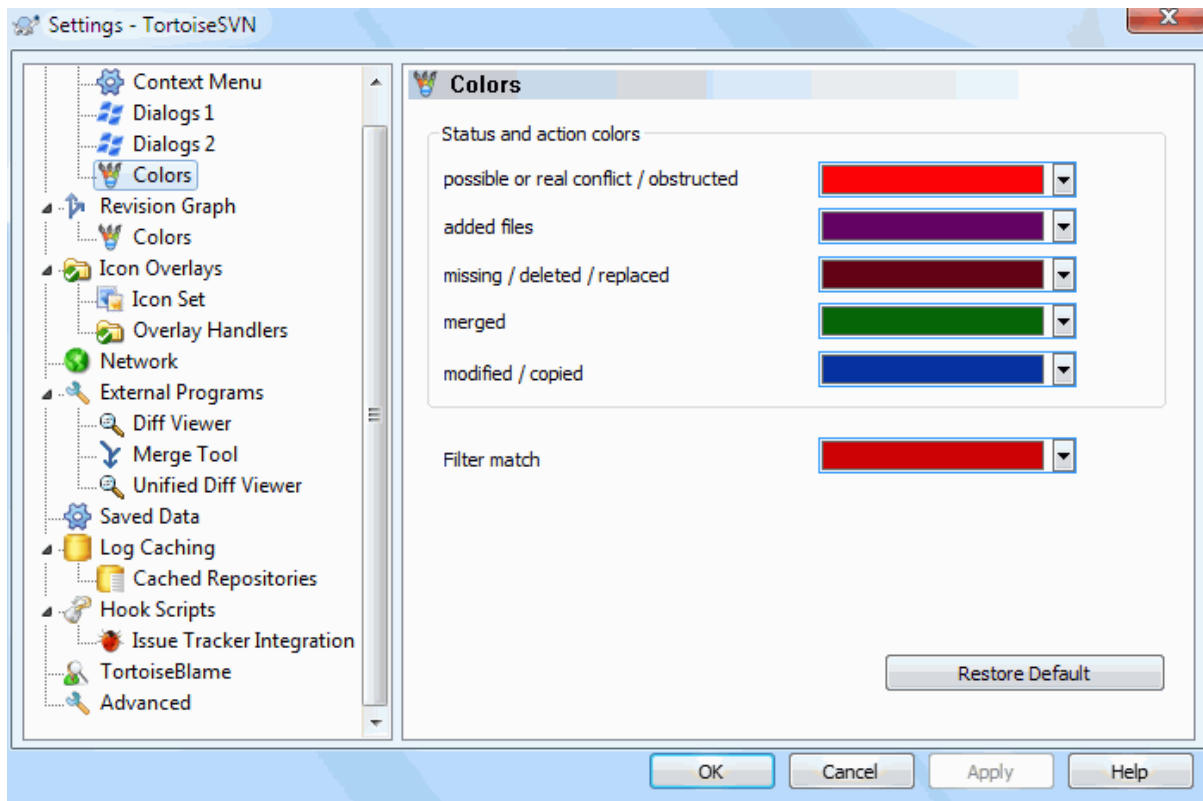 Settings - TortoiseSVN
x
Context Menu
Dialogs 1
Dialogs 2
Colors
Revision Graph
Colors
Icon Overlays
Icon Set
Overlay Handlers
Network
External Programs
Diff Viewer
Merge Tool
Unified Diff Viewer
Saved Data
Log Caching
Cached Repositories
Hook Scripts
Issue Tracker Integration
TortoiseBlame
Advanced
Colors
Status and action colors
possible or real conflict / obstructed
added files
missing / deleted / replaced
merged
modified / copied
Filter match
Restore Default
OK Cancel Apply Help